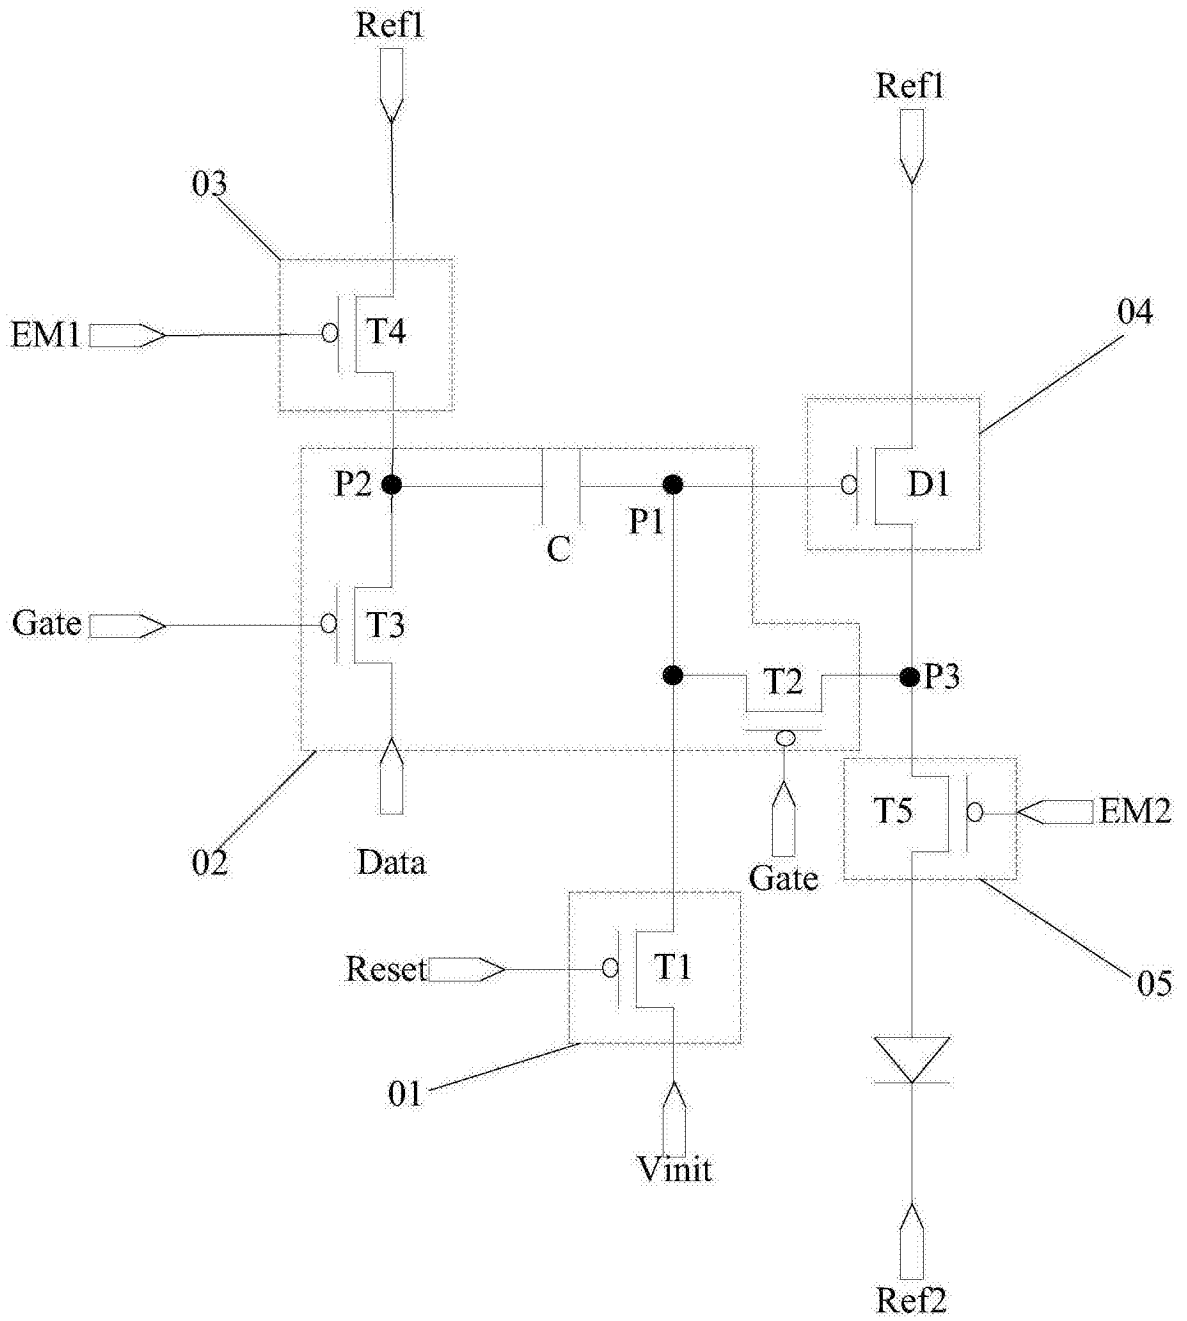 Ref1
Ref1
03
EM1
T4
04
P2
P1
D1
C
Gate
T3
T2
P3
T5
EM2
02
Data
Gate
Reset
T1
05
01
Vinit
Ref2